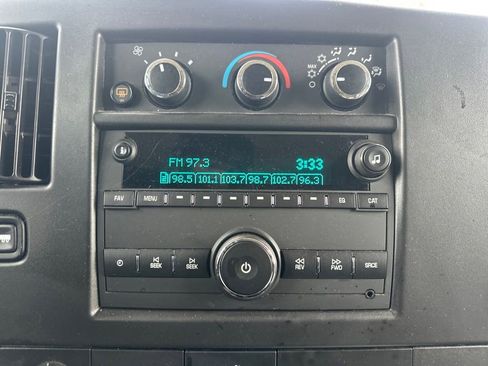 MAX
FM 97.3 3:33
98.5 101.1 103.7 98.7 102.7 96.3
FAV MENU EQ CAT
SEEK SEEK REV FWD SRCE